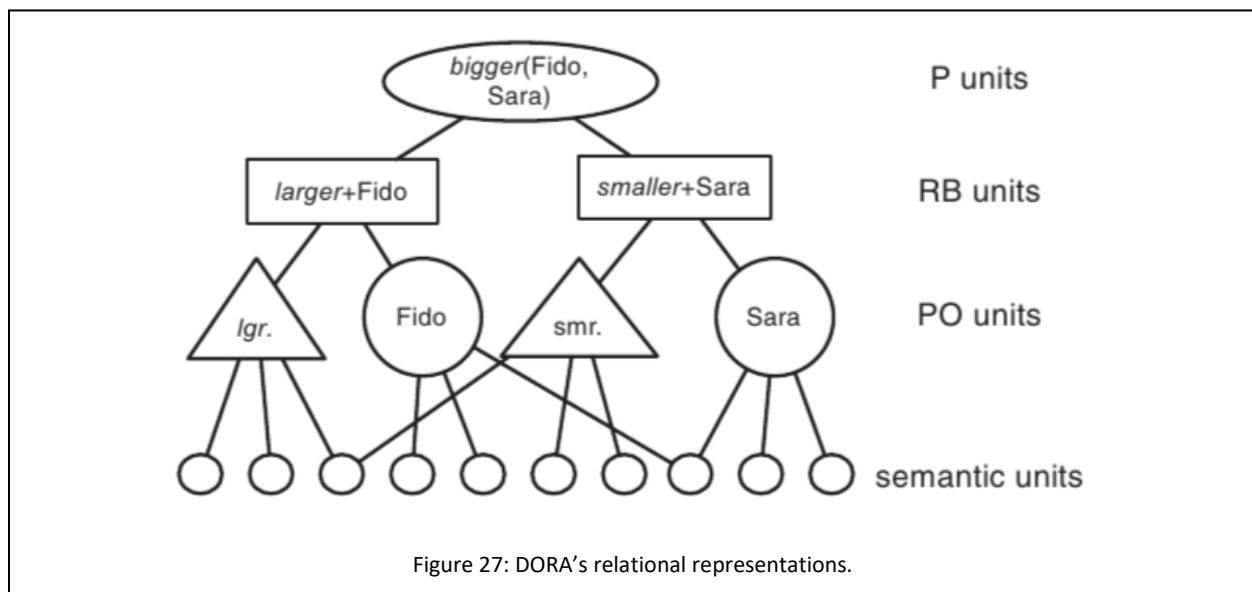 bigger(Fido,
Sara)
P units
larger+Fido
smaller+Sara
RB units
lgr.
Fido
smr.
Sara
PO units
semantic units
Figure 27: DORA’s relational representations.